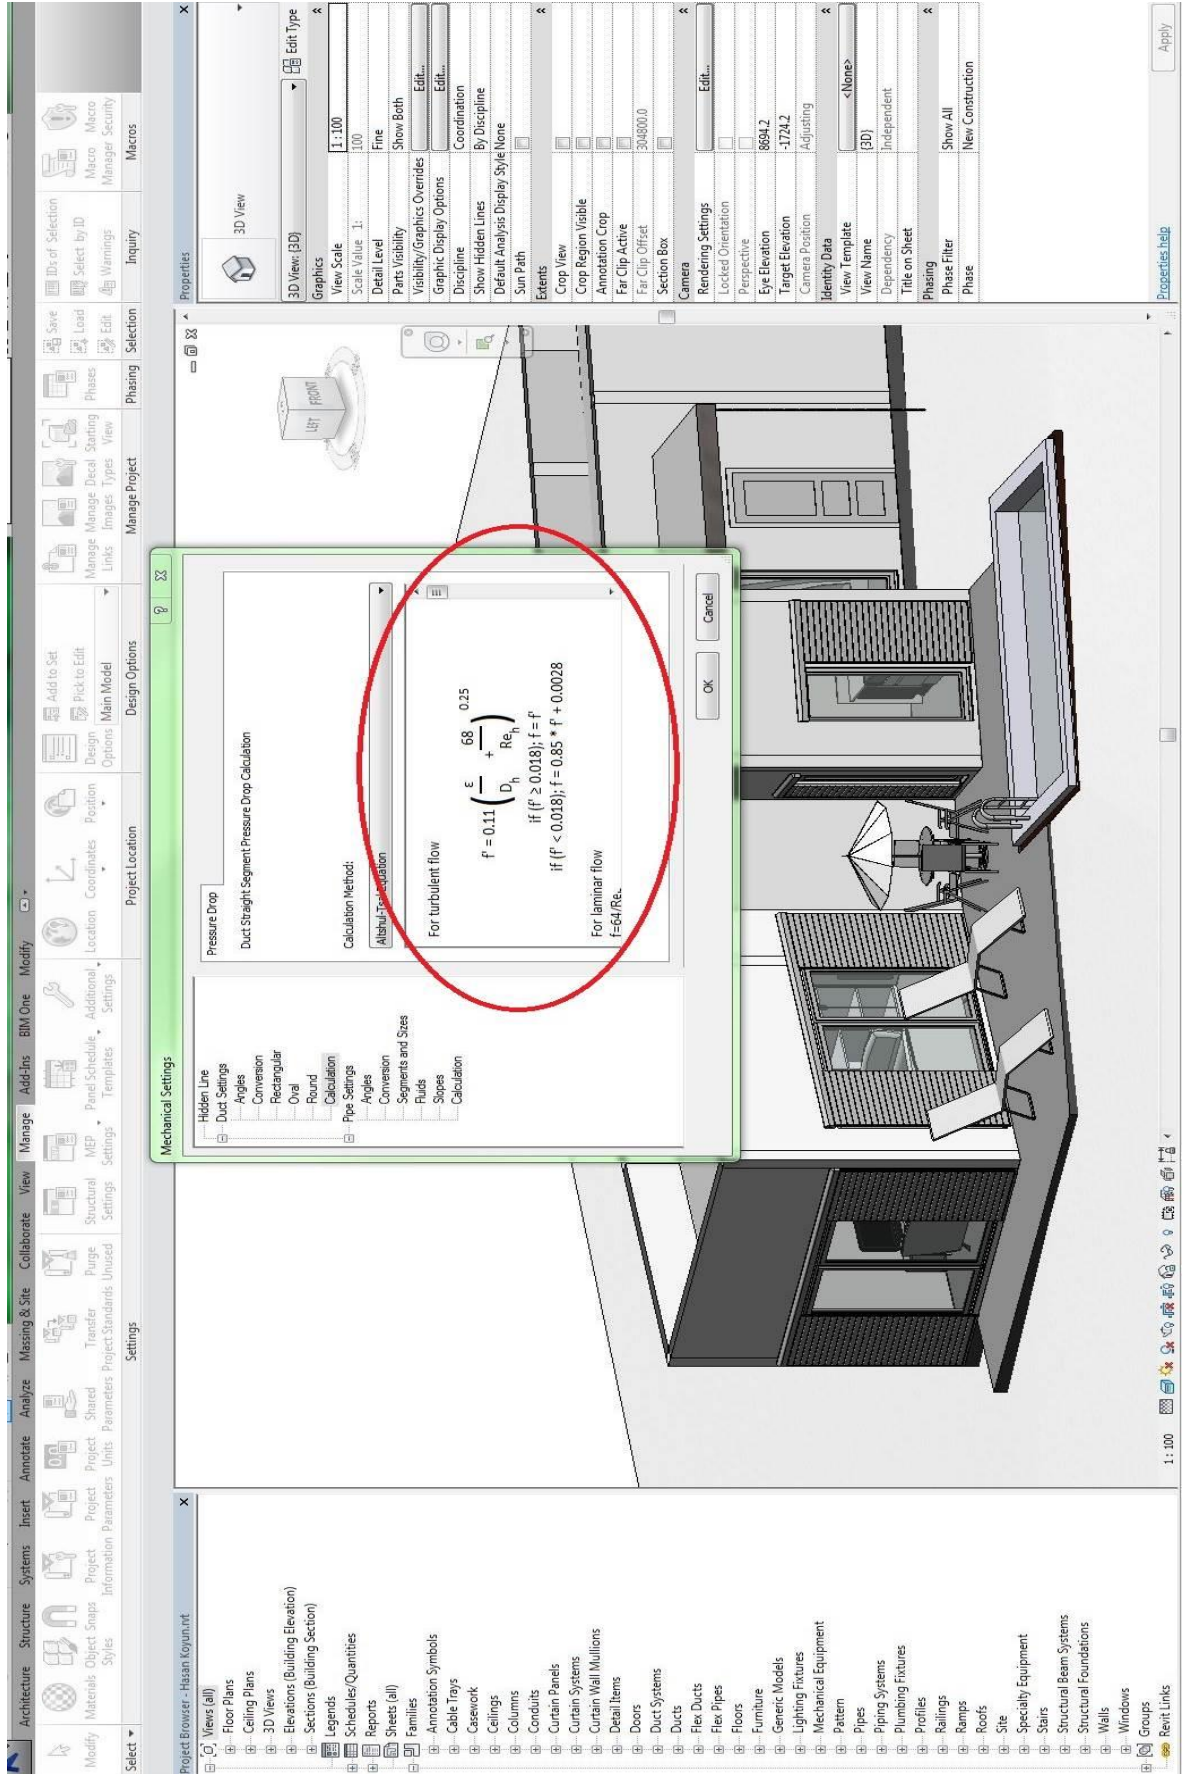 Architecture Structure Systems Insert Annotate Analyze Massing & Site Collaborate View Manage Add-Ins BIM One Modify
Modify
Materials Object Styles Snaps Project Information Project Parameters Project Units Shared Parameters Transfer Project Standards Purge Unused Structural Settings MEP Settings Panel Schedule Templates Additional Settings
Location Coordinates Position
Design Options Add to Set Pick to Edit Main Model
Manage Links Manage Images Decal Types Starting View
Phases
Save Load Edit
IDs of Selection Select by ID Warnings
Macro Manager Macro Security
Select Settings Project Location Design Options Manage Project Phasing Selection Inquiry Macros
Project Browser - Hasan Koyun.rvt
Views (all)
Floor Plans
Ceiling Plans
3D Views
Elevations (Building Elevation)
Sections (Building Section)
Legends
Schedules/Quantities
Reports
Sheets (all)
Families
Annotation Symbols
Cable Trays
Casework
Ceilings
Columns
Conduits
Curtain Panels
Curtain Systems
Curtain Wall Mullions
Detail Items
Doors
Duct Systems
Ducts
Flex Ducts
Flex Pipes
Floors
Furniture
Generic Models
Lighting Fixtures
Mechanical Equipment
Pattern
Pipes
Piping Systems
Plumbing Fixtures
Profiles
Railings
Ramps
Roofs
Site
Specialty Equipment
Stairs
Structural Beam Systems
Structural Foundations
Walls
Windows
Groups
Revit Links
Mechanical Settings
Hidden Line
Duct Settings
Angles
Conversion
Rectangular
Oval
Round
Calculation
Pipe Settings
Angles
Conversion
Segments and Sizes
Fluids
Slopes
Calculation
Pressure Drop
Duct Straight Segment Pressure Drop Calculation
Calculation Method:
Altshul-Tsal Equation
For turbulent flow
f' = 0.11 ( ε / Dh + 68 / Reh ) 0.25
if (f' ≥ 0.018); f = f'
if (f' < 0.018); f = 0.85 * f' + 0.0028
For laminar flow
f=64/Re
OK Cancel
LEFT FRONT
1 : 100
Properties
3D View
3D View: {3D} Edit Type
Graphics
View Scale 1 : 100
Scale Value 1: 100
Detail Level Fine
Parts Visibility Show Both
Visibility/Graphics Overrides Edit...
Graphic Display Options Edit...
Discipline Coordination
Show Hidden Lines By Discipline
Default Analysis Display Style None
Sun Path
Extents
Crop View
Crop Region Visible
Annotation Crop
Far Clip Active
Far Clip Offset 304800.0
Section Box
Camera
Rendering Settings Edit...
Locked Orientation
Perspective
Eye Elevation 8694.2
Target Elevation -1724.2
Camera Position Adjusting
Identity Data
View Template <None>
View Name {3D}
Dependency Independent
Title on Sheet
Phasing
Phase Filter Show All
Phase New Construction
Properties help Apply